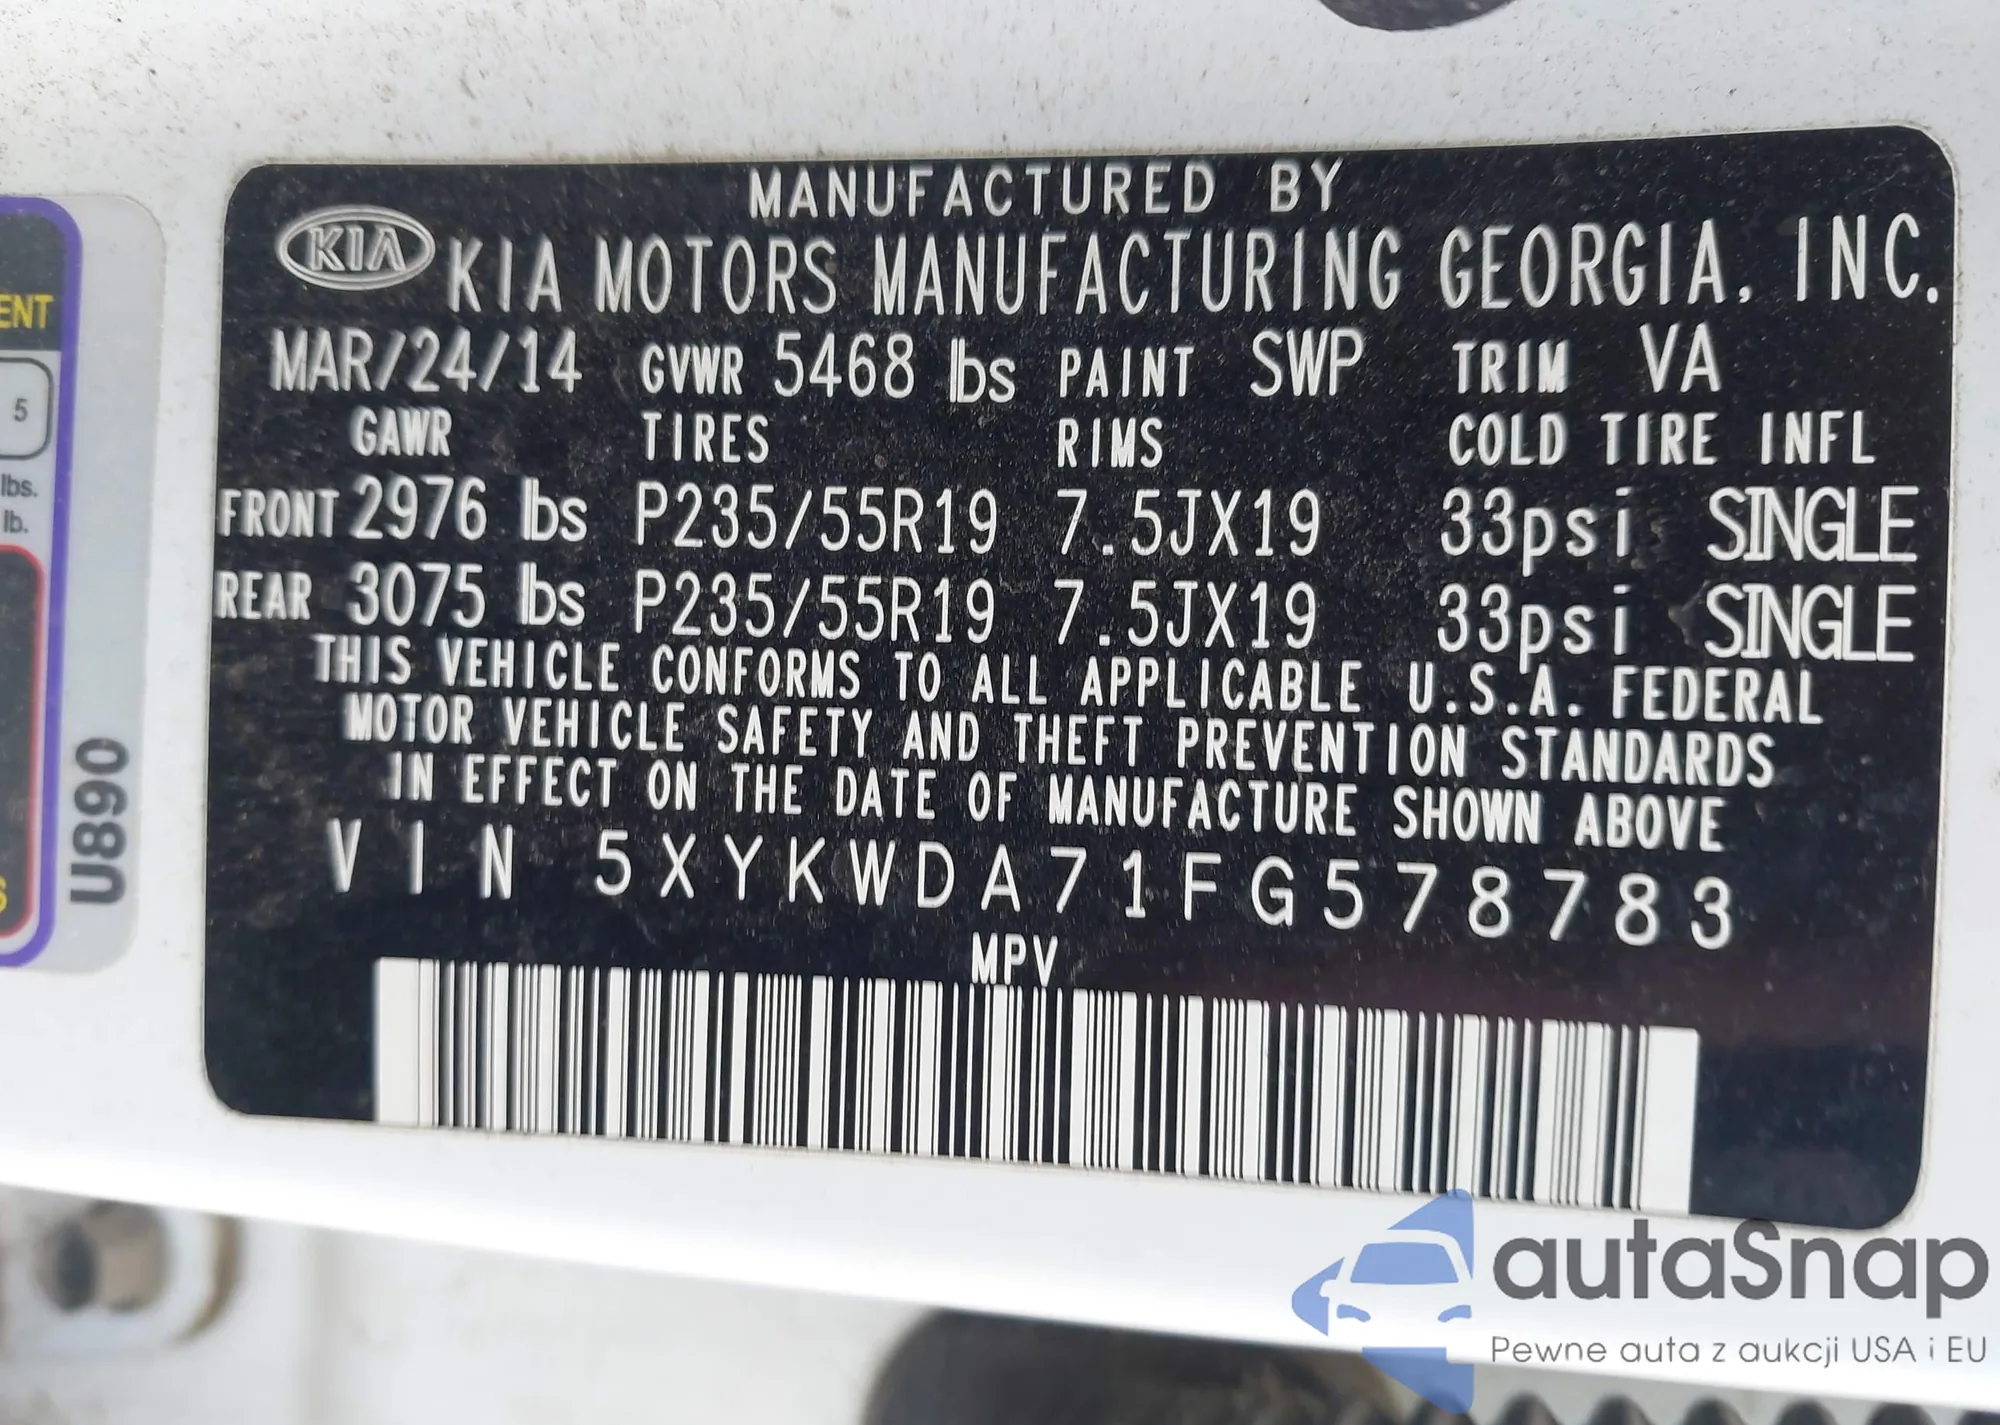 MANUFACTURED BY
KIA KIA MOTORS MANUFACTURING GEORGIA, INC.
MAR/24/14 GVWR 5468 lbs PAINT SWP TRIM VA
GAWR TIRES RIMS COLD TIRE INFL
FRONT 2976 lbs P235/55R19 7.5JX19 33psi SINGLE
REAR 3075 lbs P235/55R19 7.5JX19 33psi SINGLE
THIS VEHICLE CONFORMS TO ALL APPLICABLE U.S.A. FEDERAL
MOTOR VEHICLE SAFETY AND THEFT PREVENTION STANDARDS
IN EFFECT ON THE DATE OF MANUFACTURE SHOWN ABOVE
VIN 5XYKWDA71FG578783
MPV
5
lbs.
lb.
U890
autaSnap
Pewne auta z aukcji USA i EU